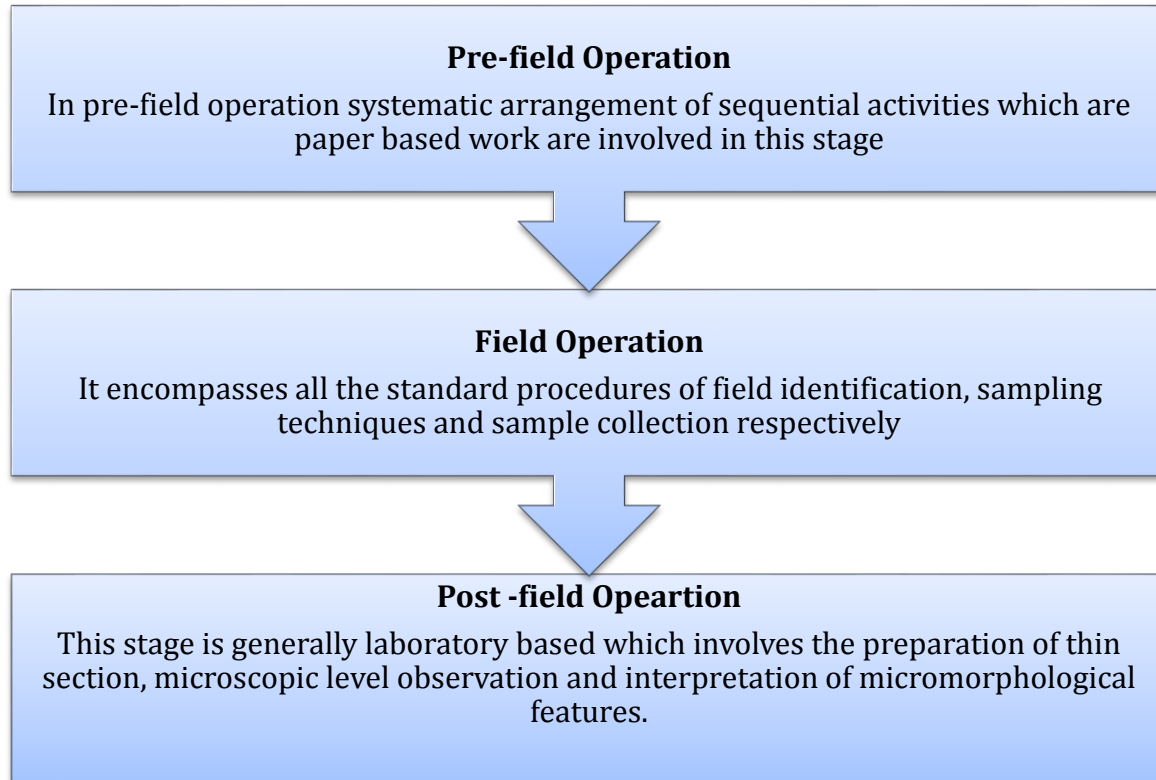 Pre-field Operation
In pre-field operation systematic arrangement of sequential activities which are
paper based work are involved in this stage
Field Operation
It encompasses all the standard procedures of field identification, sampling
techniques and sample collection respectively
Post -field Opeartion
This stage is generally laboratory based which involves the preparation of thin
section, microscopic level observation and interpretation of micromorphological
features.